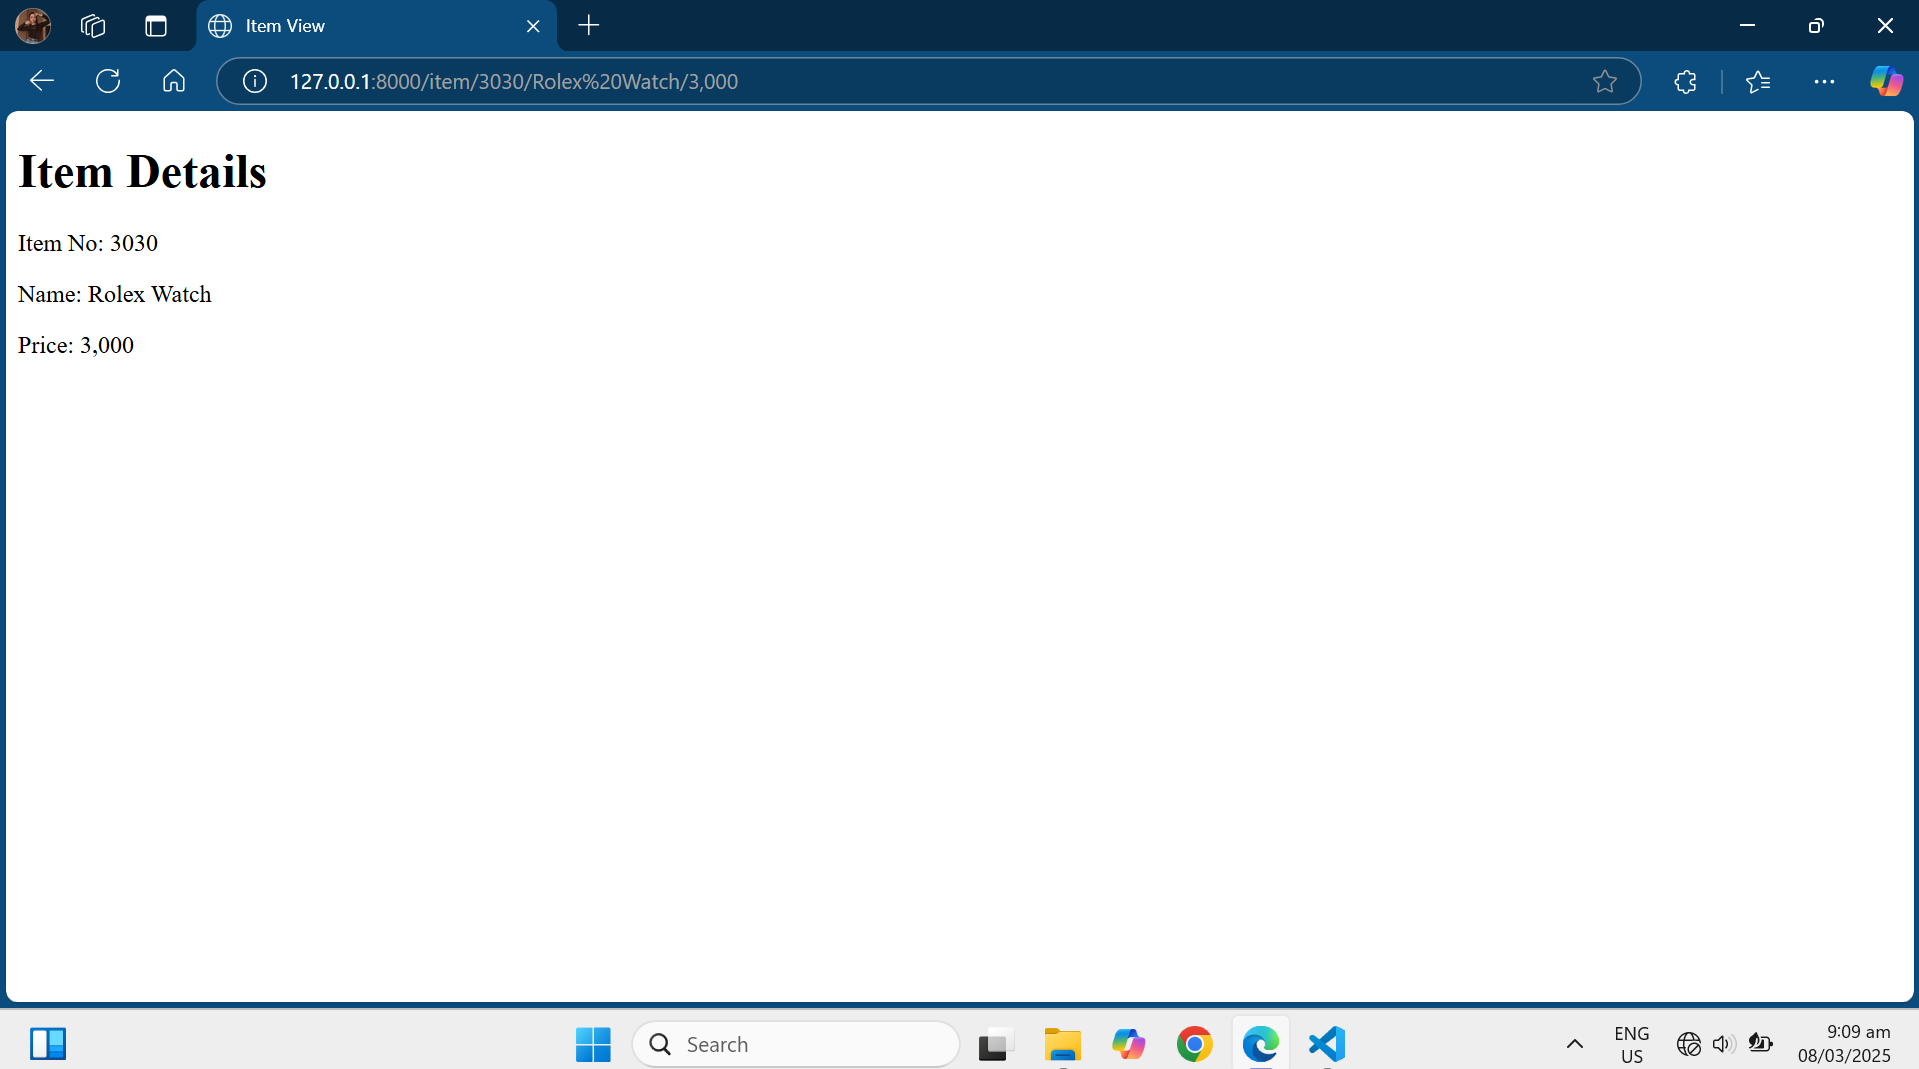 Item View
127.0.0.1:8000/item/3030/Rolex%20Watch/3,000
Item Details
Item No: 3030
Name: Rolex Watch
Price: 3,000
Search
ENG
US
9:09 am
08/03/2025